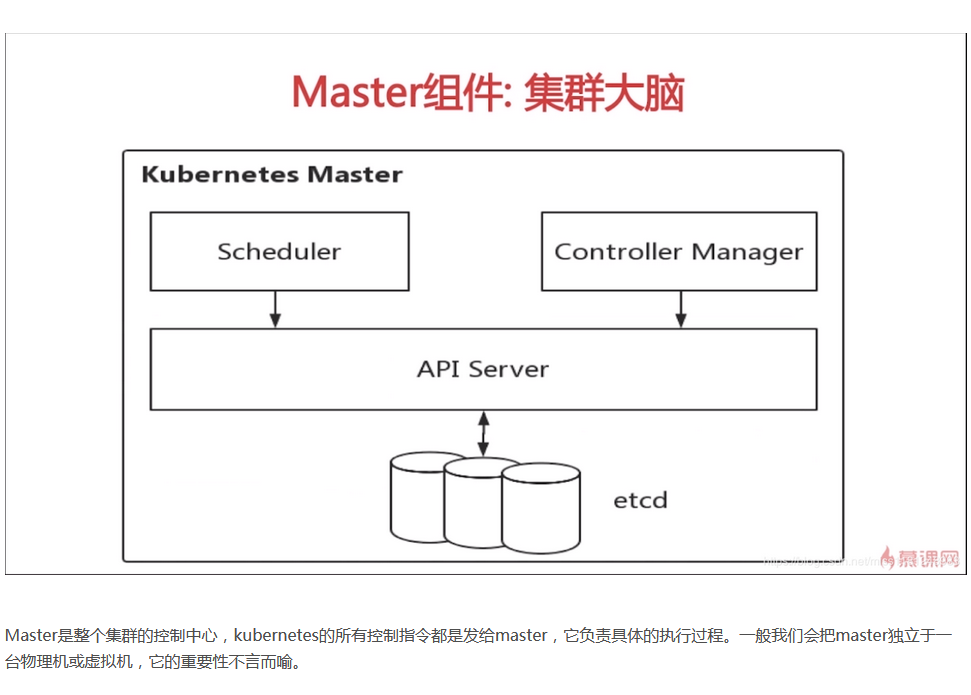 Master组件: 集群大脑
Kubernetes Master
Scheduler
Controller Manager
API Server
etcd
慕课网
Master是整个集群的控制中心，kubernetes的所有控制指令都是发给master，它负责具体的执行过程。一般我们会把master独立于一
台物理机或虚拟机，它的重要性不言而喻。